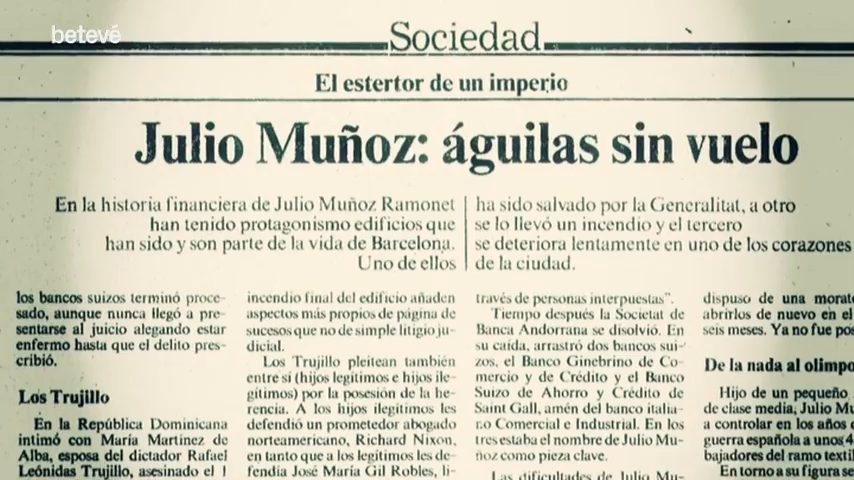 betevé
Sociedad
El estertor de un imperio
Julio Muñoz: águilas sin vuelo
En la historia financiera de Julio Muñoz Ramonet
han tenido protagonismo edificios que
han sido y son parte de la vida de Barcelona.
Uno de ellos
ha sido salvado por la Generalitat, a otro
se lo llevó un incendio y el tercero
se deteriora lentamente en uno de los corazones
de la ciudad.
los bancos suizos terminó proce-
sado, aunque nunca llegó a pre-
sentarse al juicio alegando estar
enfermo hasta que el delito pres-
cribió.
Los Trujillo
En la República Dominicana
intimó con María Martínez de
Alba, esposa del dictador Rafael
Leónidas Trujillo, asesinado el
incendio final del edificio añaden
aspectos más propios de página de
sucesos que no de simple litigio ju-
dicial.
Los Trujillo pleitean también
entre sí (hijos legítimos e hijos ile-
gítimos) por la posesión de la he-
rencia. A los hijos ilegítimos les
defendió un prometedor abogado
norteamericano, Richard Nixon,
en tanto que a los legítimos les de-
fendía José María Gil Robles, lí-
través de personas interpuestas".
Tiempo después la Societat de
Banca Andorrana se disolvió. En
su caída, arrastró dos bancos sui-
zos, el Banco Ginebrino de Co-
mercio y de Crédito y el Banco
Suizo de Ahorro y Crédito de
Saint Gall, amén del banco italia-
no Comercial e Industrial. En los
tres estaba el nombre de Julio Mu-
ñoz como pieza clave.
Las dificultades de Julio Mu-
dispuso de una morato
abrirlos de nuevo en el
seis meses. Ya no fue pos
De la nada al olimpo
Hijo de un pequeño
de clase media, Julio Mu
a controlar en los años
guerra española a unos 4
bajadores del ramo textil
En torno a su figura se